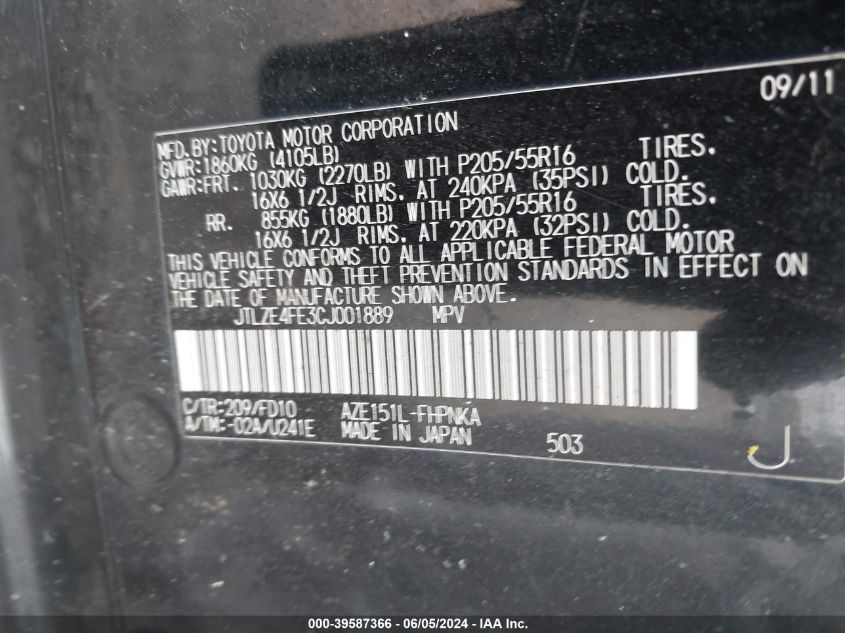 09/11
MFD.BY:TOYOTA MOTOR CORPORATION
GVWR:1860KG (4105LB)
GAWR:FRT. 1030KG (2270LB) WITH P205/55R16 TIRES.
16X6 1/2J RIMS. AT 240KPA (35PSI) COLD.
RR. 855KG (1880LB) WITH P205/55R16 TIRES.
16X6 1/2J RIMS. AT 220KPA (32PSI) COLD.
THIS VEHICLE CONFORMS TO ALL APPLICABLE FEDERAL MOTOR
VEHICLE SAFETY AND THEFT PREVENTION STANDARDS IN EFFECT ON
THE DATE OF MANUFACTURE SHOWN ABOVE.
JTLZE4FE3CJ001889 MPV
C/TR:209/FD10 AZE151L-FHPNKA
A/TM:-02A/U241E MADE IN JAPAN 503 J
000-39587366 - 06/05/2024 - IAA Inc.